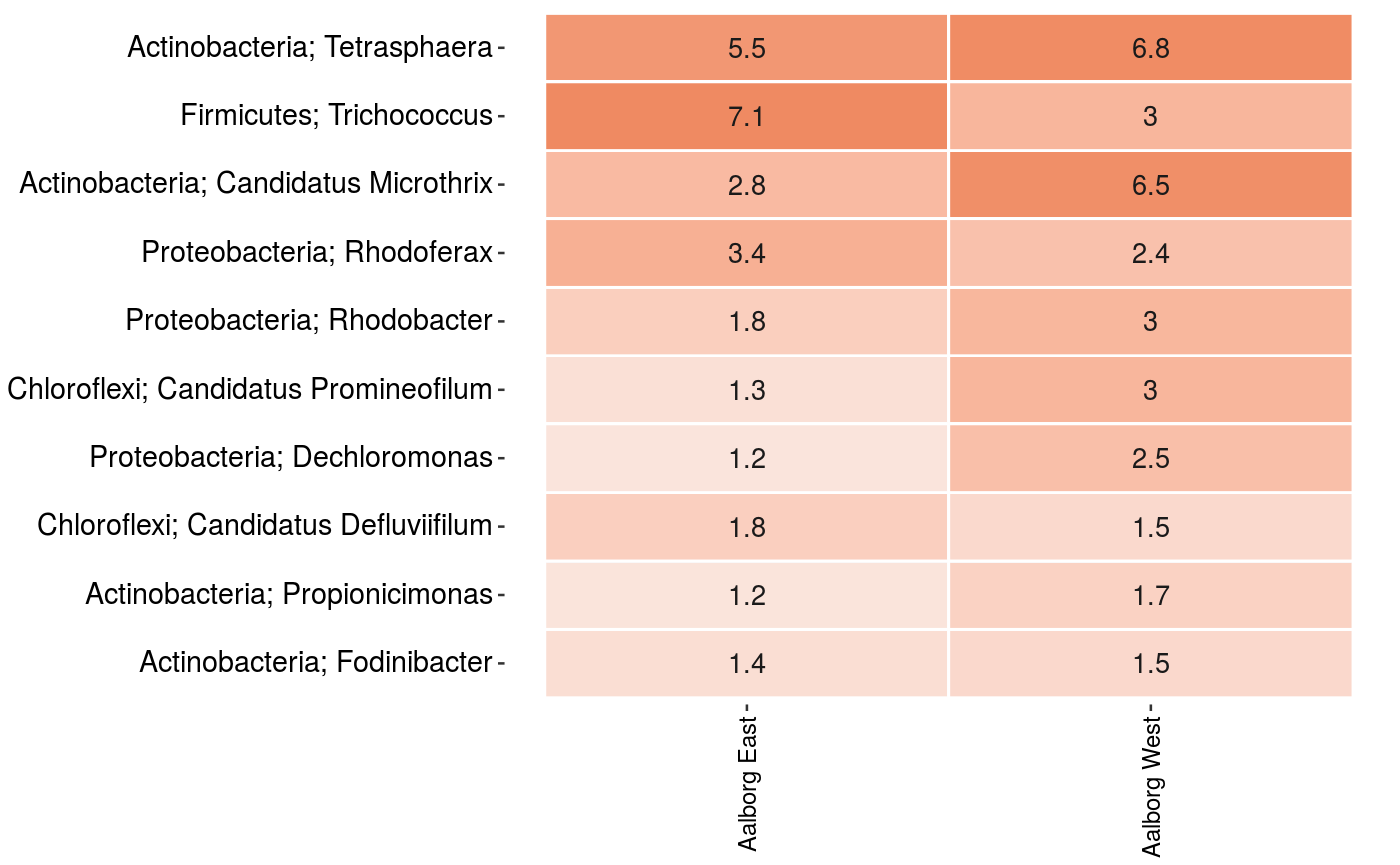 Actinobacteria; Tetrasphaera 5.5 6.8
Firmicutes; Trichococcus 7.1 3
Actinobacteria; Candidatus Microthrix 2.8 6.5
Proteobacteria; Rhodoferax 3.4 2.4
Proteobacteria; Rhodobacter 1.8 3
Chloroflexi; Candidatus Promineofilum 1.3 3
Proteobacteria; Dechloromonas 1.2 2.5
Chloroflexi; Candidatus Defluviifilum 1.8 1.5
Actinobacteria; Propionicimonas 1.2 1.7
Actinobacteria; Fodinibacter 1.4 1.5
Aalborg East
Aalborg West